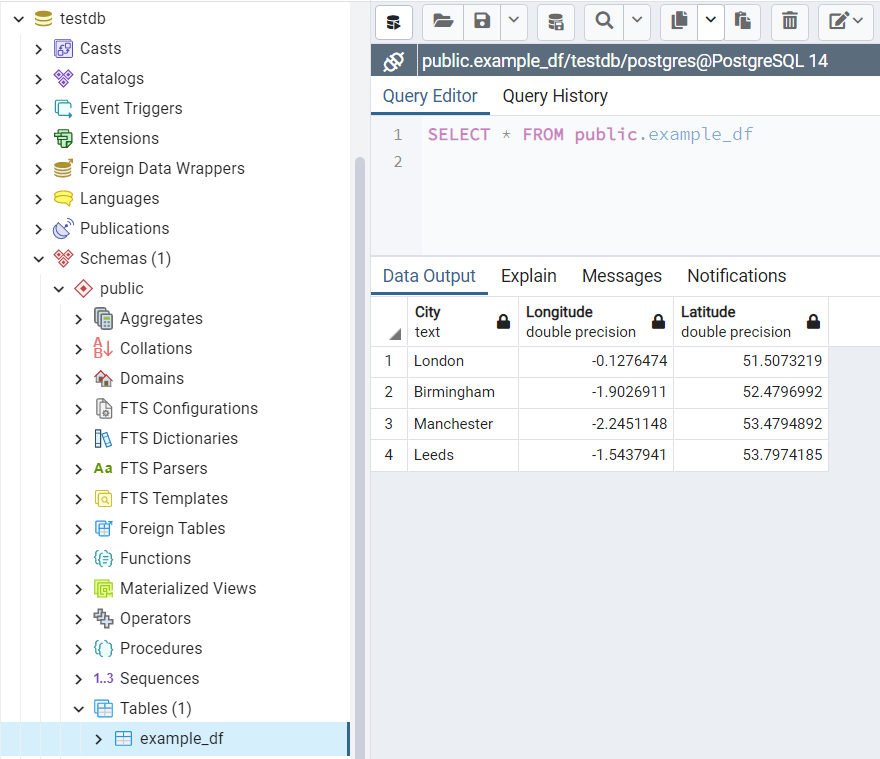 testdb
Casts
Catalogs
Event Triggers
Extensions
Foreign Data Wrappers
Languages
Publications
Schemas (1)
public
Aggregates
Collations
Domains
FTS Configurations
FTS Dictionaries
Aa FTS Parsers
FTS Templates
Foreign Tables
Functions
Materialized Views
Operators
Procedures
1..3 Sequences
Tables (1)
example_df
public.example_df/testdb/postgres@PostgreSQL 14
Query Editor Query History
1 SELECT * FROM public.example_df
2
Data Output Explain Messages Notifications
City Longitude Latitude
text double precision double precision
1 London -0.1276474 51.5073219
2 Birmingham -1.9026911 52.4796992
3 Manchester -2.2451148 53.4794892
4 Leeds -1.5437941 53.7974185